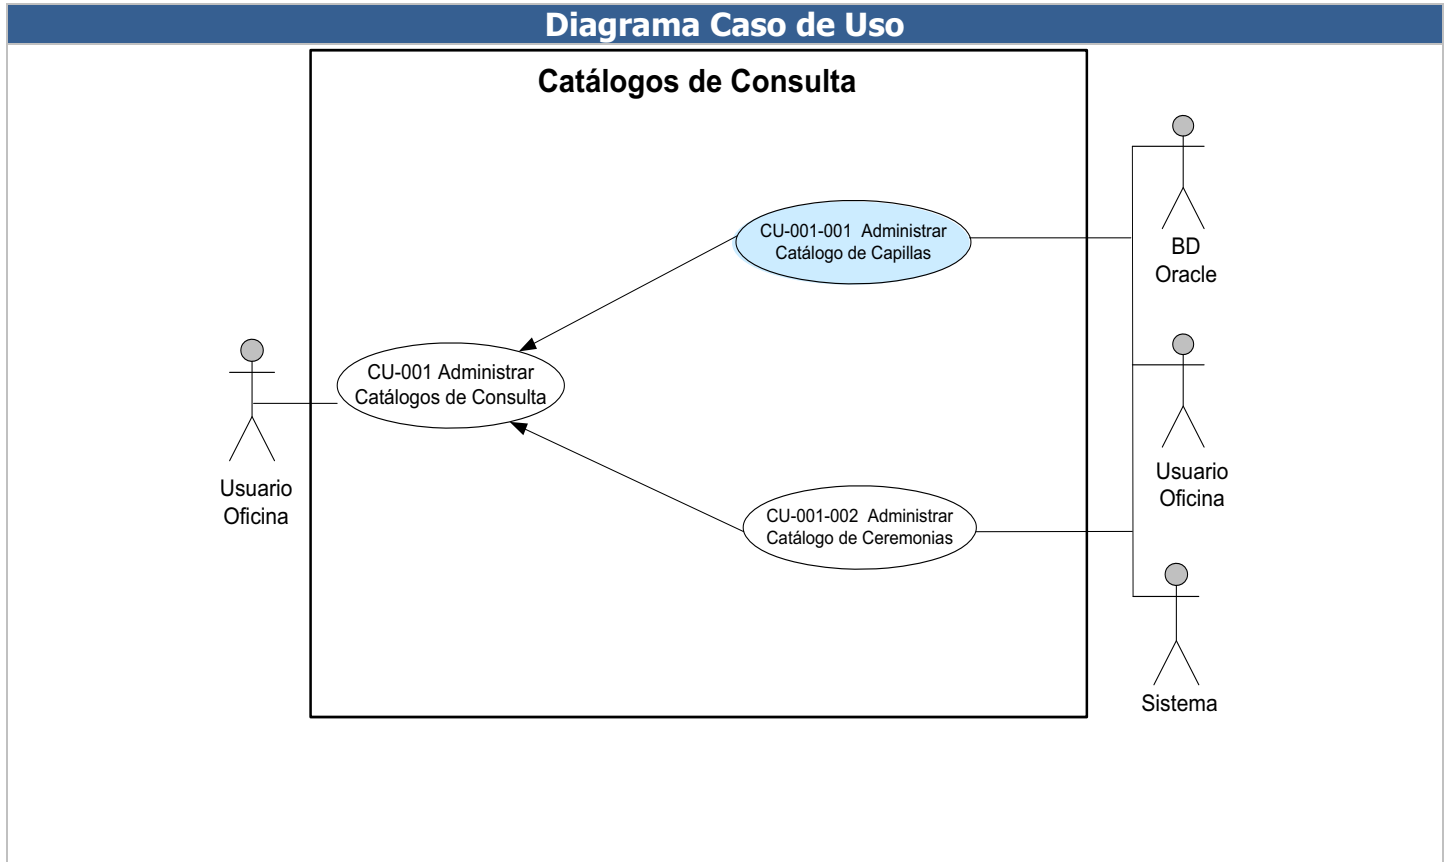 Diagrama Caso de Uso
Catálogos de Consulta
CU-001-001 Administrar
Catálogo de Capillas
BD
Oracle
CU-001 Administrar
Catálogos de Consulta
Usuario
Oficina
Usuario
Oficina
CU-001-002 Administrar
Catálogo de Ceremonias
Sistema